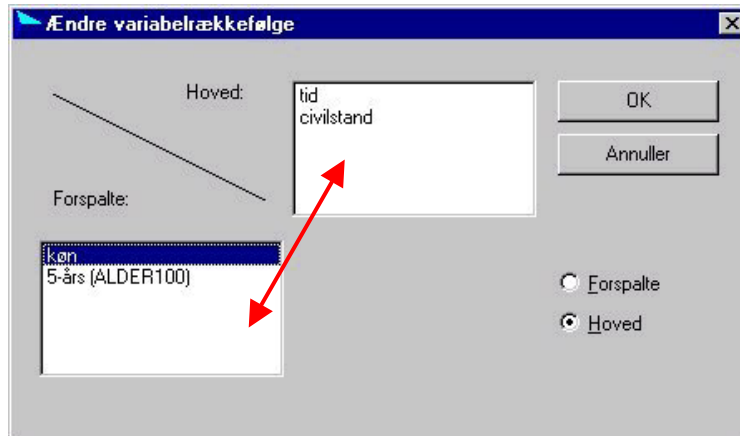 Ændre variabelrækkefølge
Hoved:
tid
civilstand
OK
Annuller
Forspalte:
køn
5-års (ALDER100)
Forspalte
Hoved